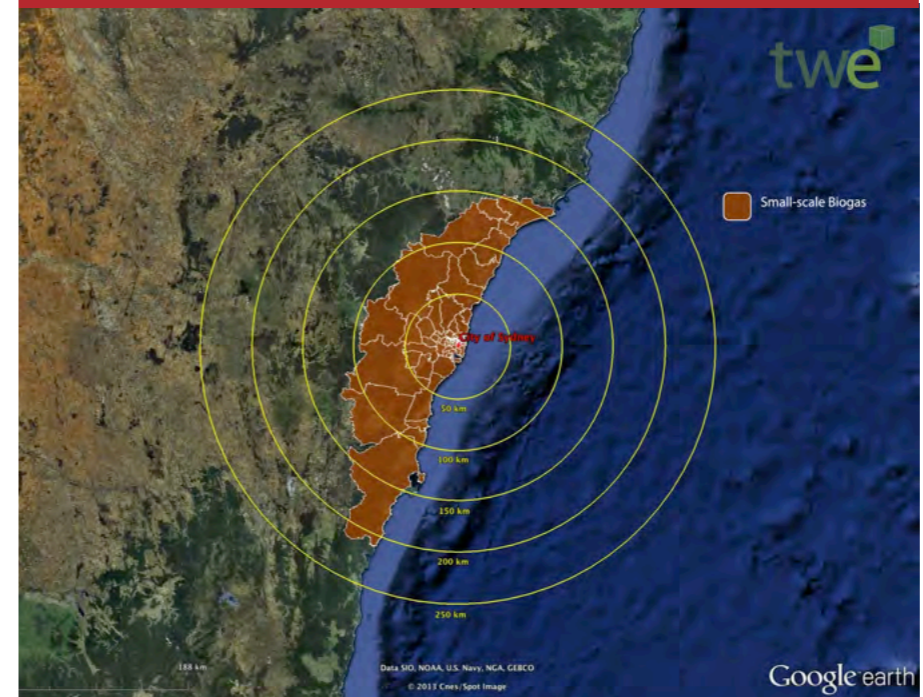 twe
Small-scale Biogas
City of Sydney
50 km
100 km
150 km
200 km
250 km
188 km
Data SIO, NOAA, U.S. Navy, NGA, GEBCO
© 2013 Cnes/Spot Image
Google earth